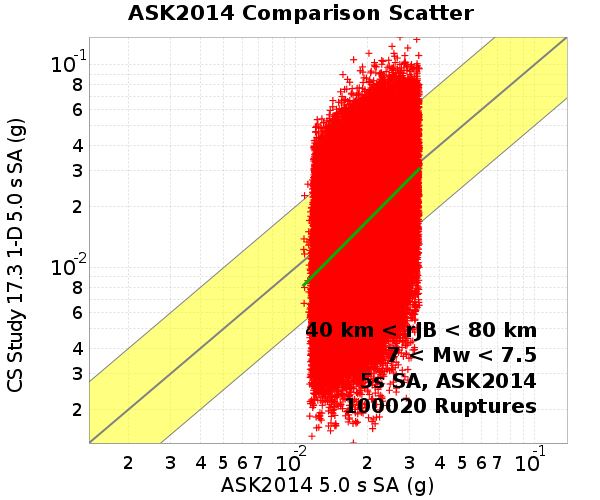 ASK2014 Comparison Scatter
CS Study 17.3 1-D 5.0 s SA (g)
10-1
8
6
4
3
2
10-2
8
6
4
3
2
40 km < rJB < 80 km
7 < Mw < 7.5
5s SA, ASK2014
100020 Ruptures
2 3 4 5 6 7 10-2 2 3 4 5 6 7 10-1
ASK2014 5.0 s SA (g)